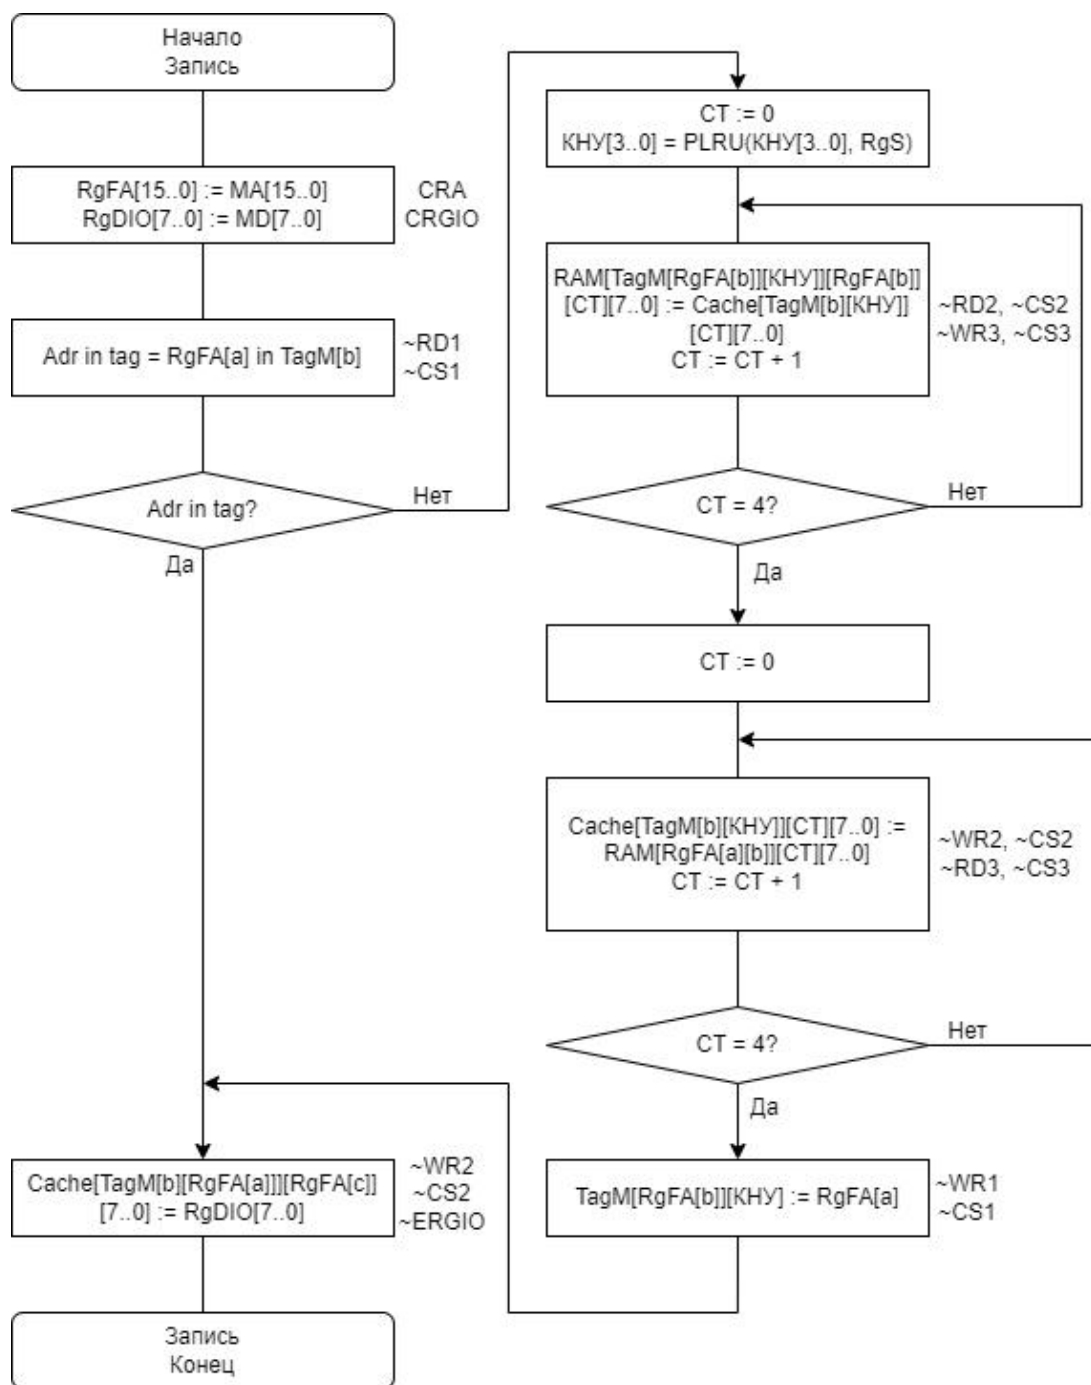 Начало
Запись
RgFA[15..0] := MA[15..0]
RgDIO[7..0] := MD[7..0]
CRA
CRGIO
Adr in tag = RgFA[a] in TagM[b]
~RD1
~CS1
Adr in tag?
Нет
Да
CT := 0
КНУ[3..0] = PLRU(КНУ[3..0], RgS)
RAM[TagM[RgFA[b]][КНУ]][RgFA[b]]
[CT][7..0] := Cache[TagM[b][КНУ]]
[CT][7..0]
CT := CT + 1
~RD2, ~CS2
~WR3, ~CS3
CT = 4?
Нет
Да
CT := 0
Cache[TagM[b][КНУ]][CT][7..0] :=
RAM[RgFA[a][b]][CT][7..0]
CT := CT + 1
~WR2, ~CS2
~RD3, ~CS3
CT = 4?
Нет
Да
TagM[RgFA[b]][КНУ] := RgFA[a]
~WR1
~CS1
Cache[TagM[b][RgFA[a]]][RgFA[c]]
[7..0] := RgDIO[7..0]
~WR2
~CS2
~ERGIO
Запись
Конец